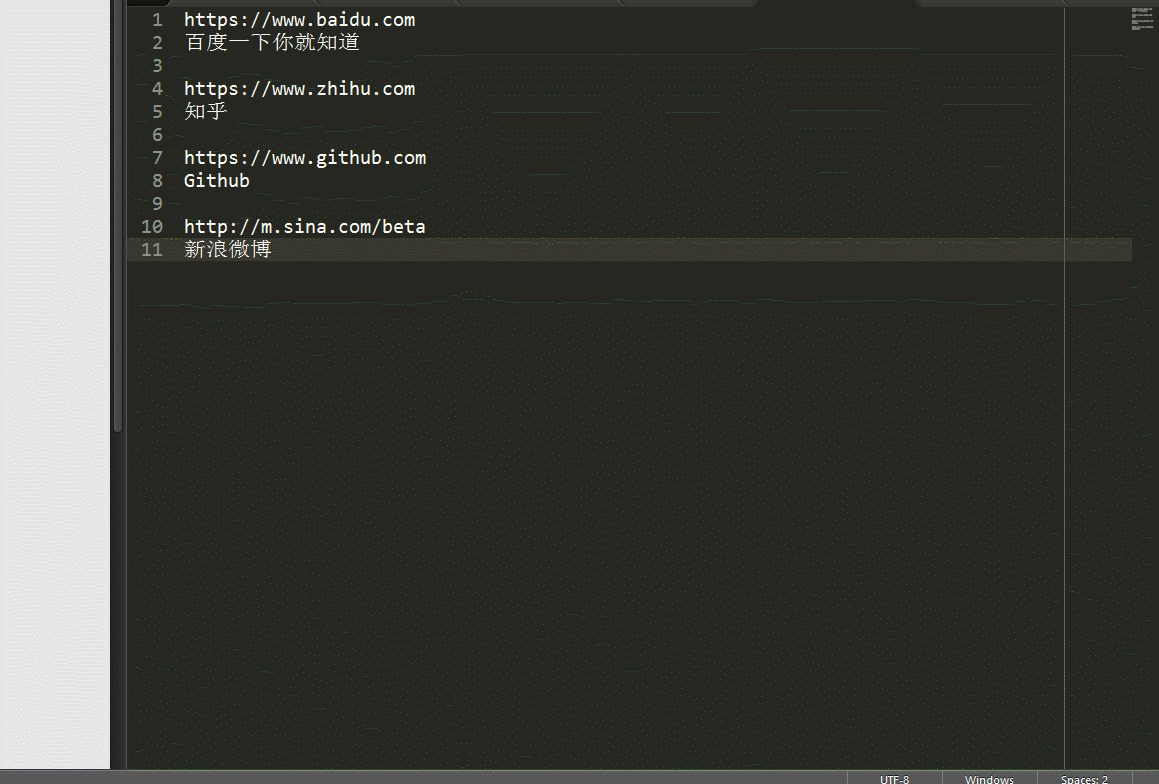 1 https://www.baidu.com
2 百度一下你就知道
3
4 https://www.zhihu.com
5 知乎
6
7 https://www.github.com
8 Github
9
10 http://m.sina.com/beta
11 新浪微博
UTF-8 Windows Spaces: 2